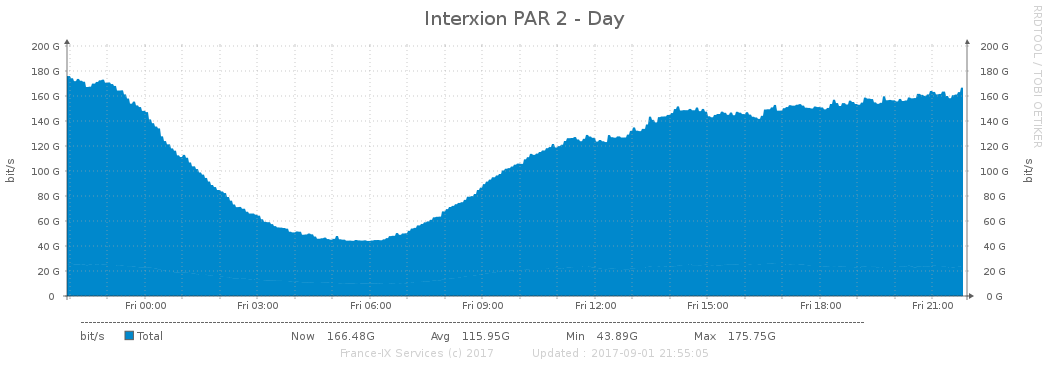 Interxion PAR 2 - Day
RRDTOOL / TOBI OETIKER
200 G 200 G
180 G 180 G
160 G 160 G
140 G 140 G
120 G 120 G
100 G 100 G
80 G 80 G
60 G 60 G
40 G 40 G
20 G 20 G
0 0 G
bit/s bit/s
Fri 00:00 Fri 03:00 Fri 06:00 Fri 09:00 Fri 12:00 Fri 15:00 Fri 18:00 Fri 21:00
bit/s Total Now 166.48G Avg 115.95G Min 43.89G Max 175.75G
France-IX Services (c) 2017 Updated : 2017-09-01 21:55:05